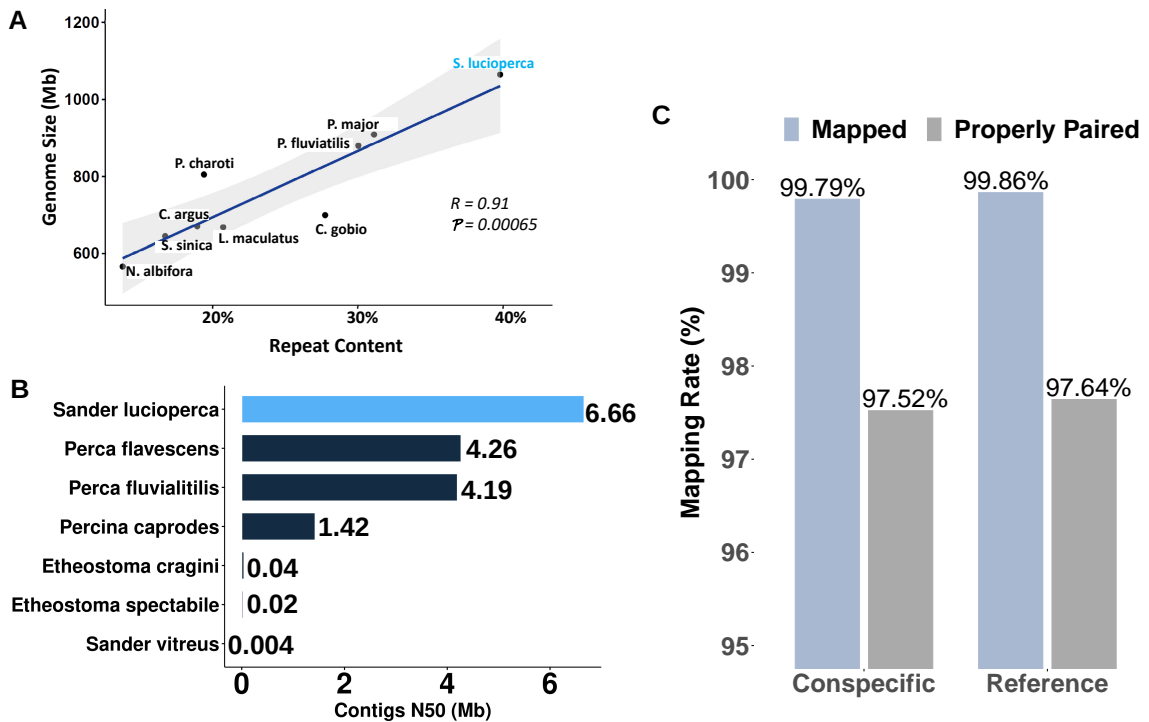 A
1200
1000
800
600
Genome Size (Mb)
S. lucioperca
P. major
P. fluviatilis
P. charoti
C. argus
S. sinica
L. maculatus
C. gobio
N. albifora
R = 0.91
P = 0.00065
20%
30%
40%
Repeat Content
B
Sander lucioperca
6.66
Perca flavescens
4.26
Perca fluvialitilis
4.19
Percina caprodes
1.42
Etheostoma cragini
0.04
Etheostoma spectabile
0.02
Sander vitreus
0.004
0
2
4
6
Contigs N50 (Mb)
C
Mapped
Properly Paired
100
99
98
97
96
95
Mapping Rate (%)
99.79%
97.52%
99.86%
97.64%
Conspecific
Reference